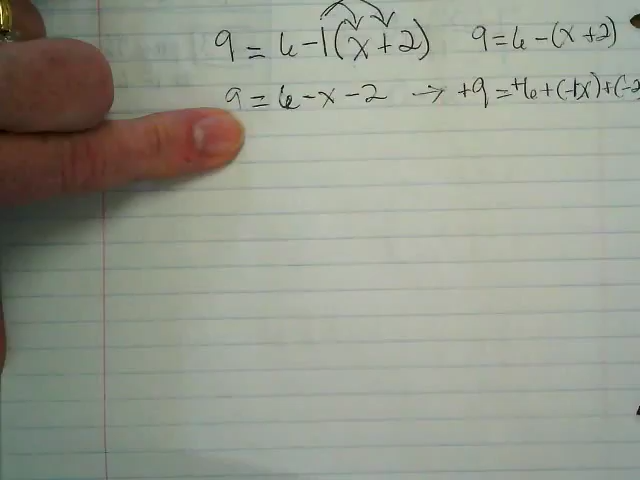 9 = 6 - 1(x + 2) 9 = 6 - (x + 2)
9 = 6 - x - 2 → +9 = +6 + (-1x) + (-2